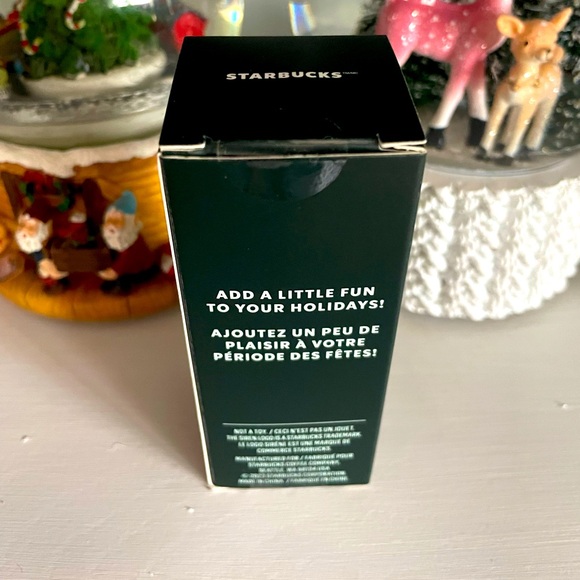 STARBUCKS
ADD A LITTLE FUN
TO YOUR HOLIDAYS!
AJOUTEZ UN PEU DE
PLAISIR À VOTRE
PÉRIODE DES FÊTES!
NOT A TOY. / CECI N'EST PAS UN JOUET.
THE SIREN LOGO IS A STARBUCKS TRADEMARK.
LE LOGO SIRÈNE EST UNE MARQUE DE
COMMERCE STARBUCKS.
MANUFACTURED FOR / FABRIQUÉ POUR
STARBUCKS COFFEE COMPANY,
SEATTLE, WA 98134 USA
STARBUCKS CORPORATION.
MADE IN CHINA / FABRIQUÉ EN CHINE